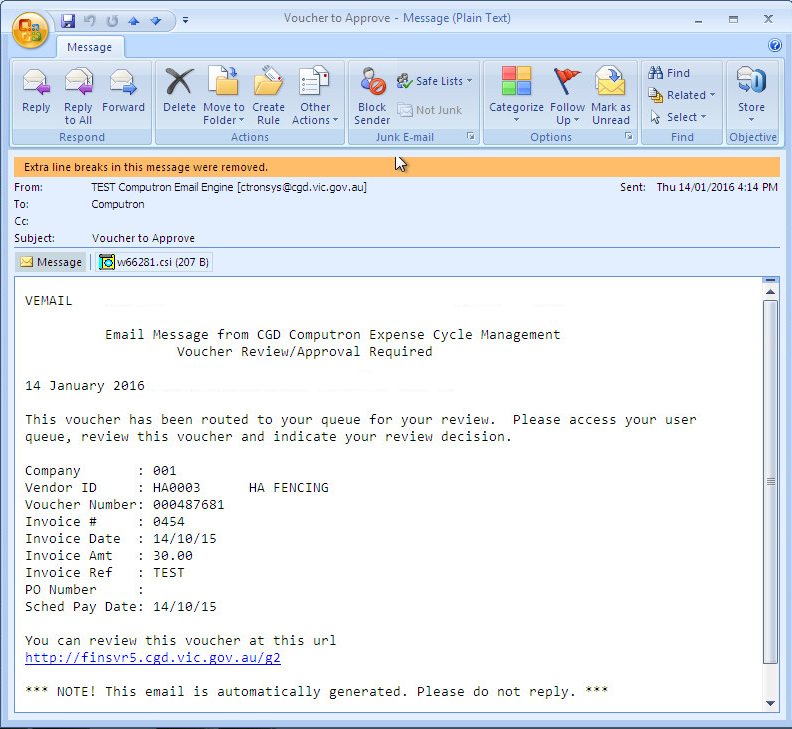 Voucher to Approve - Message (Plain Text)
Message
Reply
Reply to All
Forward
Respond
Delete
Move to Folder
Create Rule
Other Actions
Actions
Block Sender
Safe Lists
Not Junk
Junk E-mail
Categorize
Follow Up
Mark as Unread
Options
Find
Related
Select
Find
Store
Objective
Extra line breaks in this message were removed.
From: TEST Computron Email Engine [ctronsys@cgd.vic.gov.au] Sent: Thu 14/01/2016 4:14 PM
To: Computron
Cc:
Subject: Voucher to Approve
Message w66281.csi (207 B)
VEMAIL
Email Message from CGD Computron Expense Cycle Management
Voucher Review/Approval Required
14 January 2016
This voucher has been routed to your queue for your review. Please access your user
queue, review this voucher and indicate your review decision.
Company : 001
Vendor ID : HA0003 HA FENCING
Voucher Number: 000487681
Invoice # : 0454
Invoice Date : 14/10/15
Invoice Amt : 30.00
Invoice Ref : TEST
PO Number :
Sched Pay Date: 14/10/15
You can review this voucher at this url
http://finsvr5.cgd.vic.gov.au/g2
*** NOTE! This email is automatically generated. Please do not reply. ***